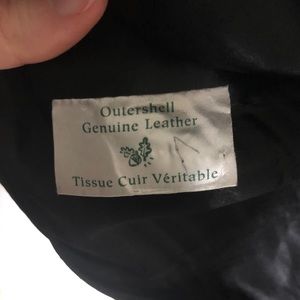 Outershell
Genuine Leather
Tissue Cuir Véritable